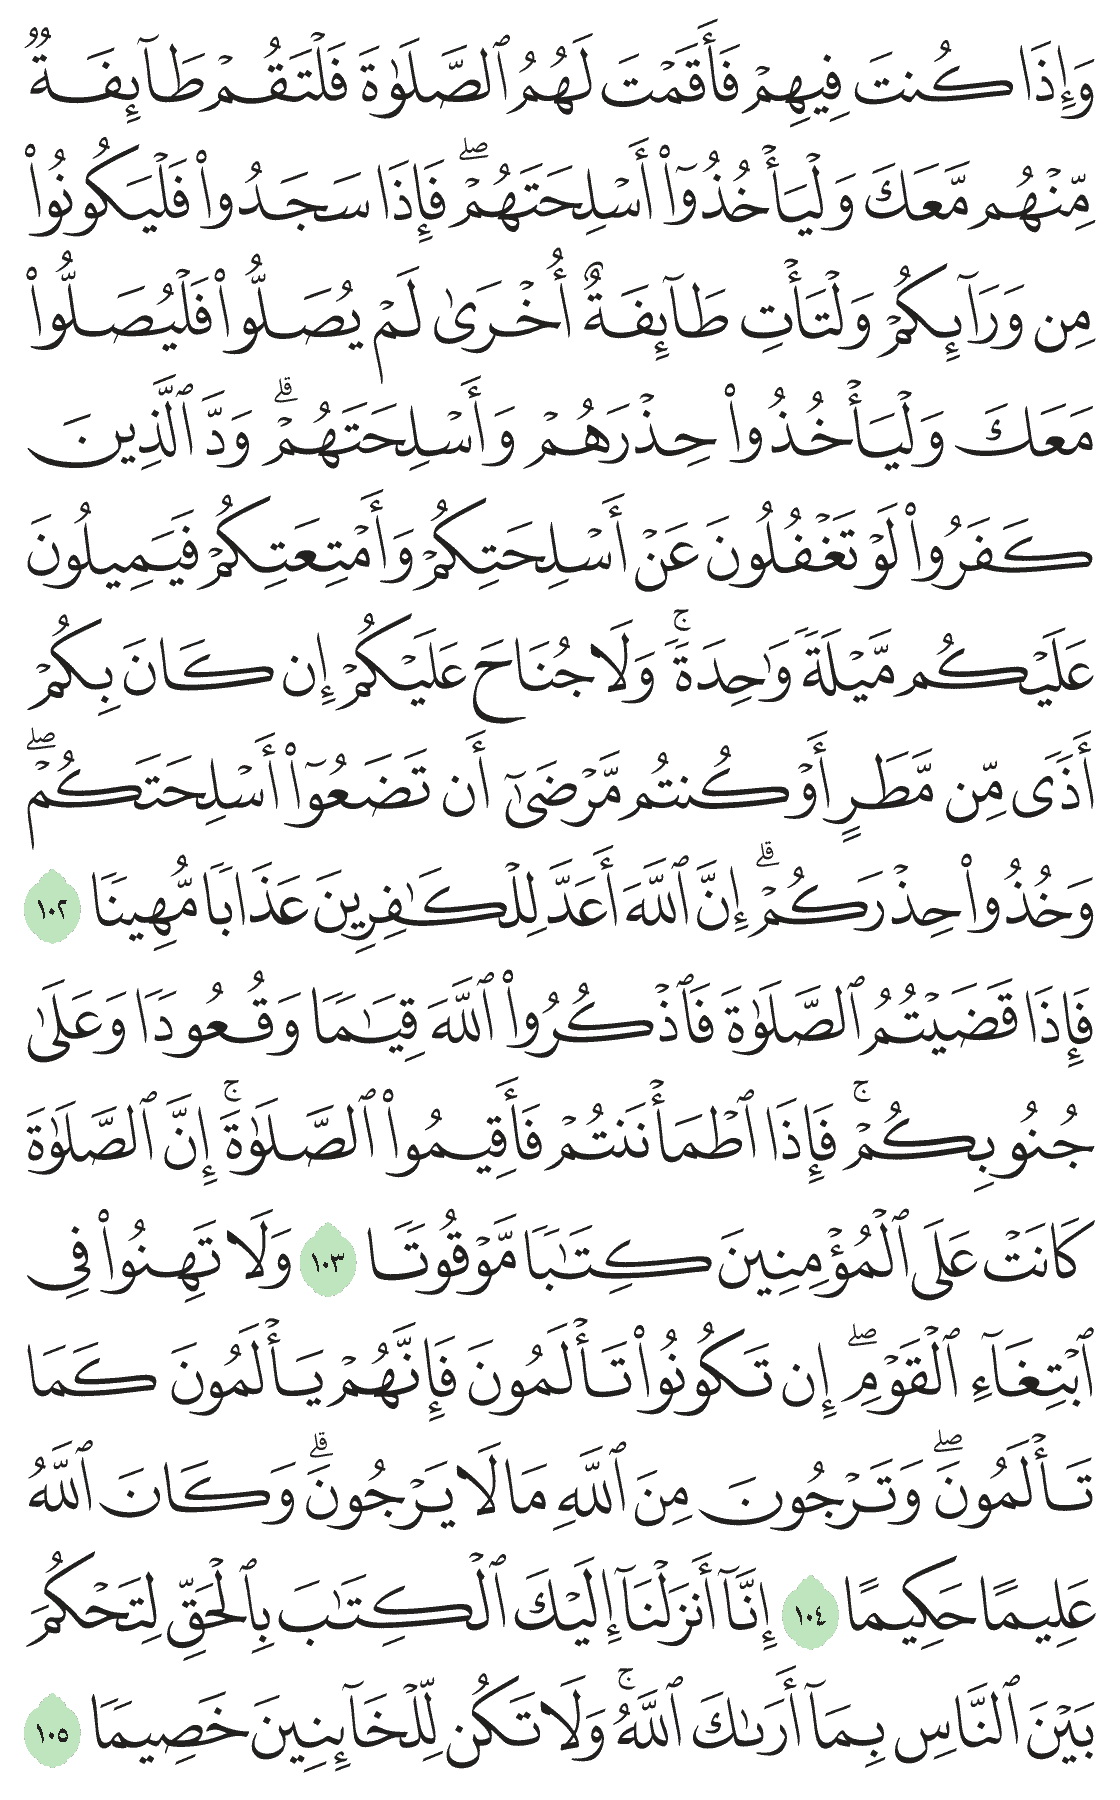 وَإِذَا كُنتَ فِيهِمْ فَأَقَمْتَ لَهُمُ ٱلصَّلَوٰةَ فَلْتَقُمْ طَآئِفَةٌ
مِّنْهُم مَّعَكَ وَلْيَأْخُذُوٓا۟ أَسْلِحَتَهُمْ ۖ فَإِذَا سَجَدُوا۟ فَلْيَكُونُوا۟
مِن وَرَآئِكُمْ وَلْتَأْتِ طَآئِفَةٌ أُخْرَىٰ لَمْ يُصَلُّوا۟ فَلْيُصَلُّوا۟
مَعَكَ وَلْيَأْخُذُوا۟ حِذْرَهُمْ وَأَسْلِحَتَهُمْ ۗ وَدَّ ٱلَّذِينَ
كَفَرُوا۟ لَوْ تَغْفُلُونَ عَنْ أَسْلِحَتِكُمْ وَأَمْتِعَتِكُمْ فَيَمِيلُونَ
عَلَيْكُم مَّيْلَةً وَٰحِدَةً ۚ وَلَا جُنَاحَ عَلَيْكُمْ إِن كَانَ بِكُمْ
أَذًى مِّن مَّطَرٍ أَوْ كُنتُم مَّرْضَىٰٓ أَن تَضَعُوٓا۟ أَسْلِحَتَكُمْ ۖ
وَخُذُوا۟ حِذْرَكُمْ ۗ إِنَّ ٱللَّهَ أَعَدَّ لِلْكَـٰفِرِينَ عَذَابًا مُّهِينًا ١٠٢
فَإِذَا قَضَيْتُمُ ٱلصَّلَوٰةَ فَٱذْكُرُوا۟ ٱللَّهَ قِيَـٰمًا وَقُعُودًا وَعَلَىٰ
جُنُوبِكُمْ ۚ فَإِذَا ٱطْمَأْنَنتُمْ فَأَقِيمُوا۟ ٱلصَّلَوٰةَ ۚ إِنَّ ٱلصَّلَوٰةَ
كَانَتْ عَلَى ٱلْمُؤْمِنِينَ كِتَـٰبًا مَّوْقُوتًا ١٠٣ وَلَا تَهِنُوا۟ فِى
ٱبْتِغَآءِ ٱلْقَوْمِ ۖ إِن تَكُونُوا۟ تَأْلَمُونَ فَإِنَّهُمْ يَأْلَمُونَ كَمَا
تَأْلَمُونَ ۖ وَتَرْجُونَ مِنَ ٱللَّهِ مَا لَا يَرْجُونَ ۗ وَكَانَ ٱللَّهُ
عَلِيمًا حَكِيمًا ١٠٤ إِنَّآ أَنزَلْنَآ إِلَيْكَ ٱلْكِتَـٰبَ بِٱلْحَقِّ لِتَحْكُمَ
بَيْنَ ٱلنَّاسِ بِمَآ أَرَىٰكَ ٱللَّهُ ۚ وَلَا تَكُن لِّلْخَآئِنِينَ خَصِيمًا ١٠٥